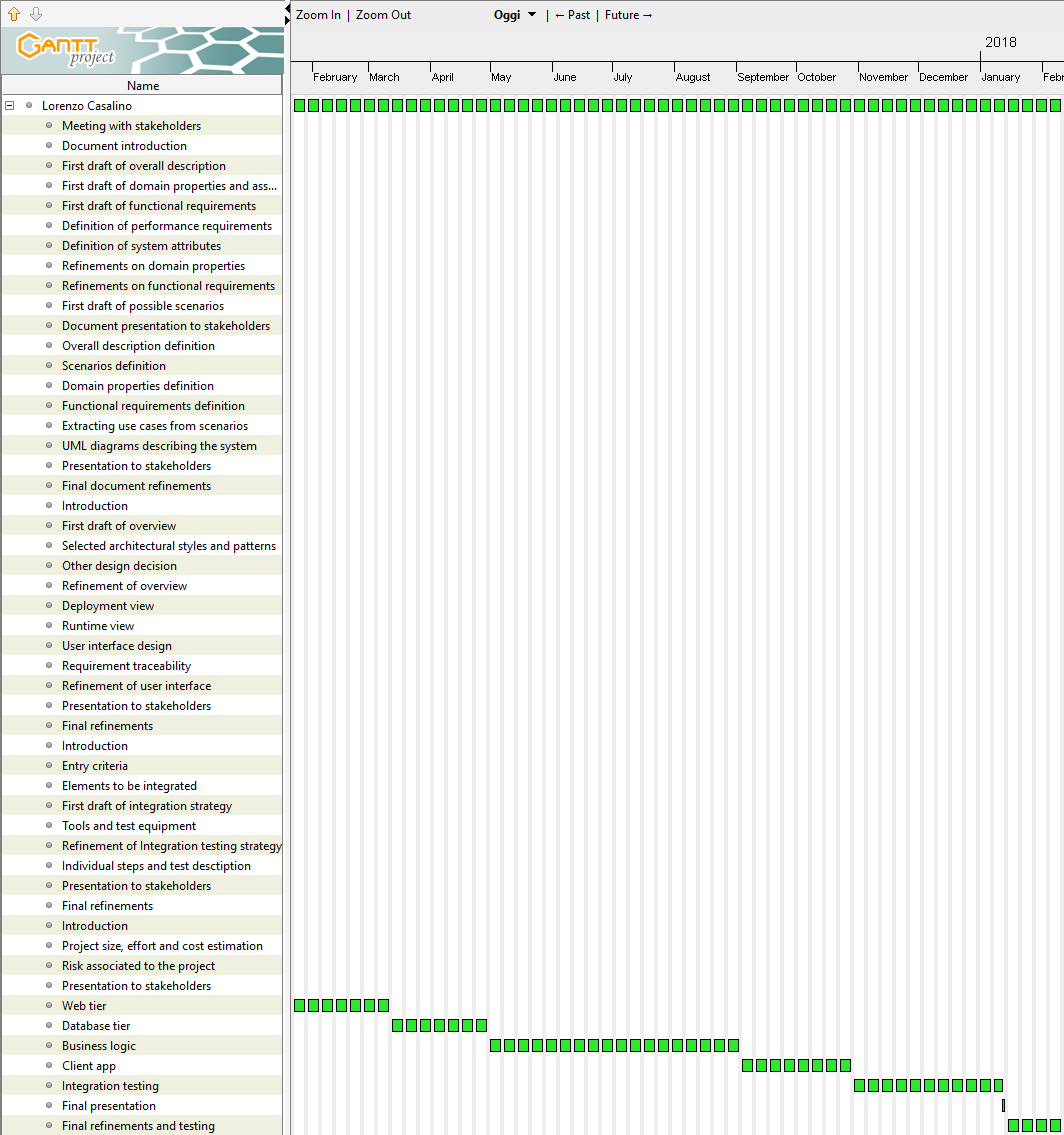 Zoom In | Zoom Out
Oggi | ← Past | Future →
GANTT
project
2018
Name
February March April May June July August September October November December January Febr
Lorenzo Casalino
Meeting with stakeholders
Document introduction
First draft of overall description
First draft of domain properties and ass...
First draft of functional requirements
Definition of performance requirements
Definition of system attributes
Refinements on domain properties
Refinements on functional requirements
First draft of possible scenarios
Document presentation to stakeholders
Overall description definition
Scenarios definition
Domain properties definition
Functional requirements definition
Extracting use cases from scenarios
UML diagrams describing the system
Presentation to stakeholders
Final document refinements
Introduction
First draft of overview
Selected architectural styles and patterns
Other design decision
Refinement of overview
Deployment view
Runtime view
User interface design
Requirement traceability
Refinement of user interface
Presentation to stakeholders
Final refinements
Introduction
Entry criteria
Elements to be integrated
First draft of integration strategy
Tools and test equipment
Refinement of Integration testing strategy
Individual steps and test desctiption
Presentation to stakeholders
Final refinements
Introduction
Project size, effort and cost estimation
Risk associated to the project
Presentation to stakeholders
Web tier
Database tier
Business logic
Client app
Integration testing
Final presentation
Final refinements and testing